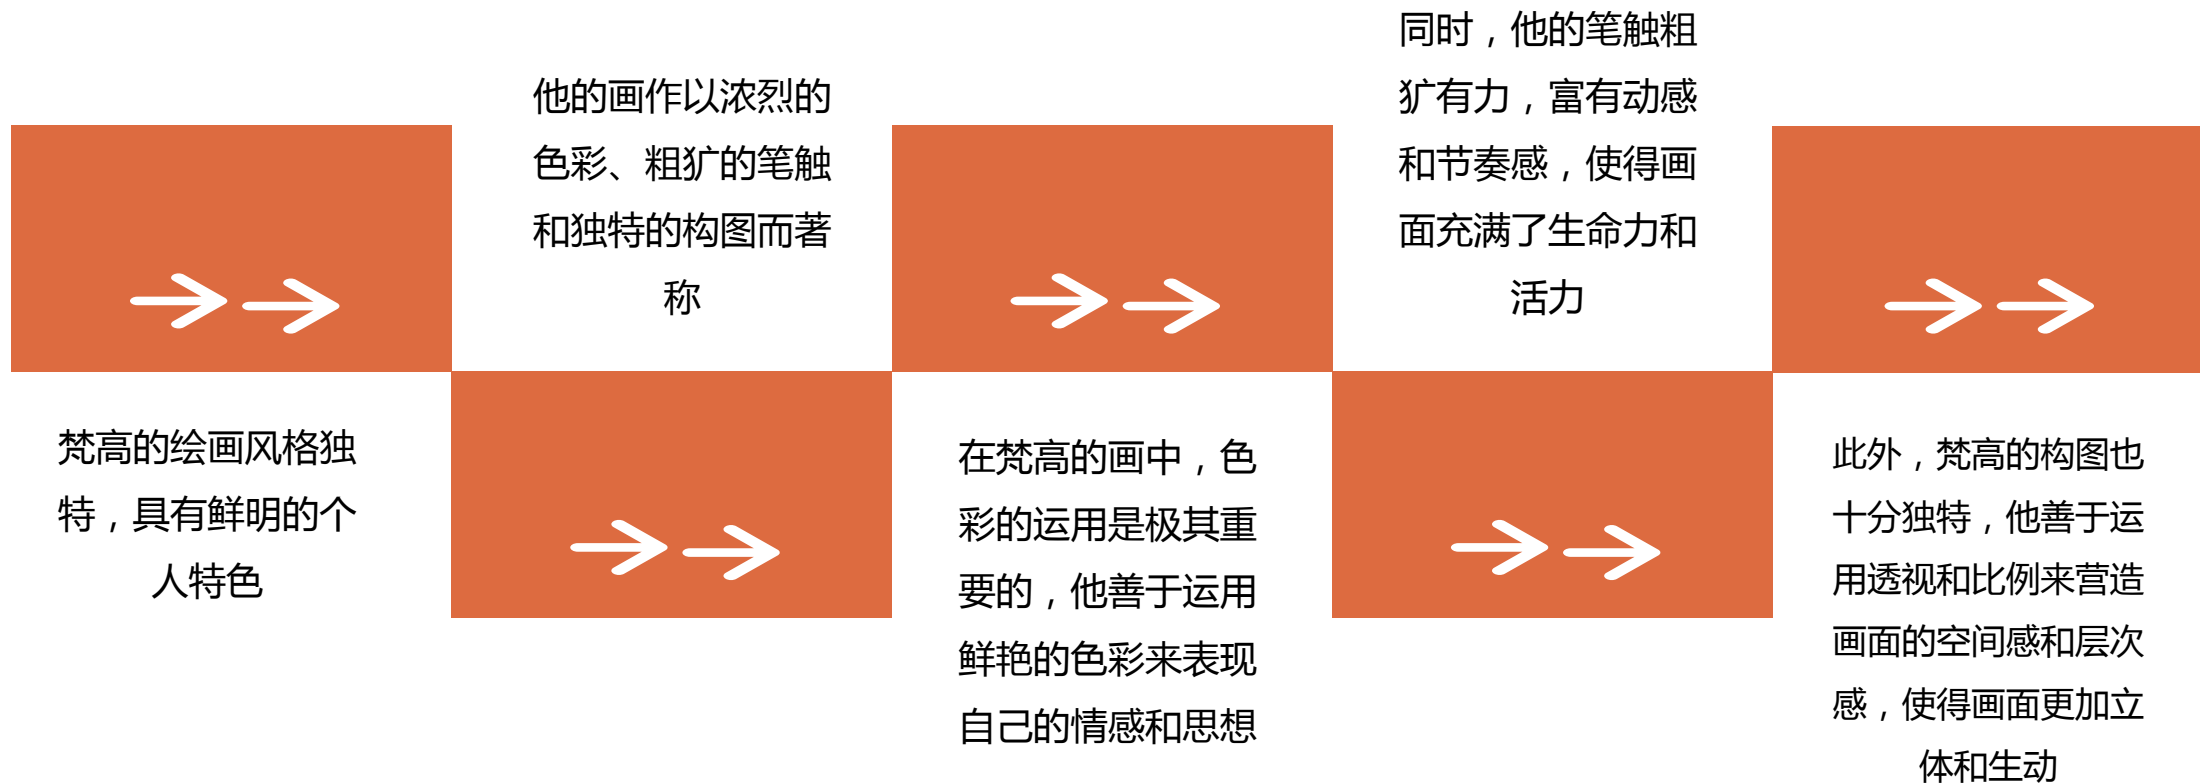 梵高的绘画风格独
特，具有鲜明的个
人特色
他的画作以浓烈的
色彩、粗犷的笔触
和独特的构图而著
称
在梵高的画中，色
彩的运用是极其重
要的，他善于运用
鲜艳的色彩来表现
自己的情感和思想
同时，他的笔触粗
犷有力，富有动感
和节奏感，使得画
面充满了生命力和
活力
此外，梵高的构图也
十分独特，他善于运
用透视和比例来营造
画面的空间感和层次
感，使得画面更加立
体和生动